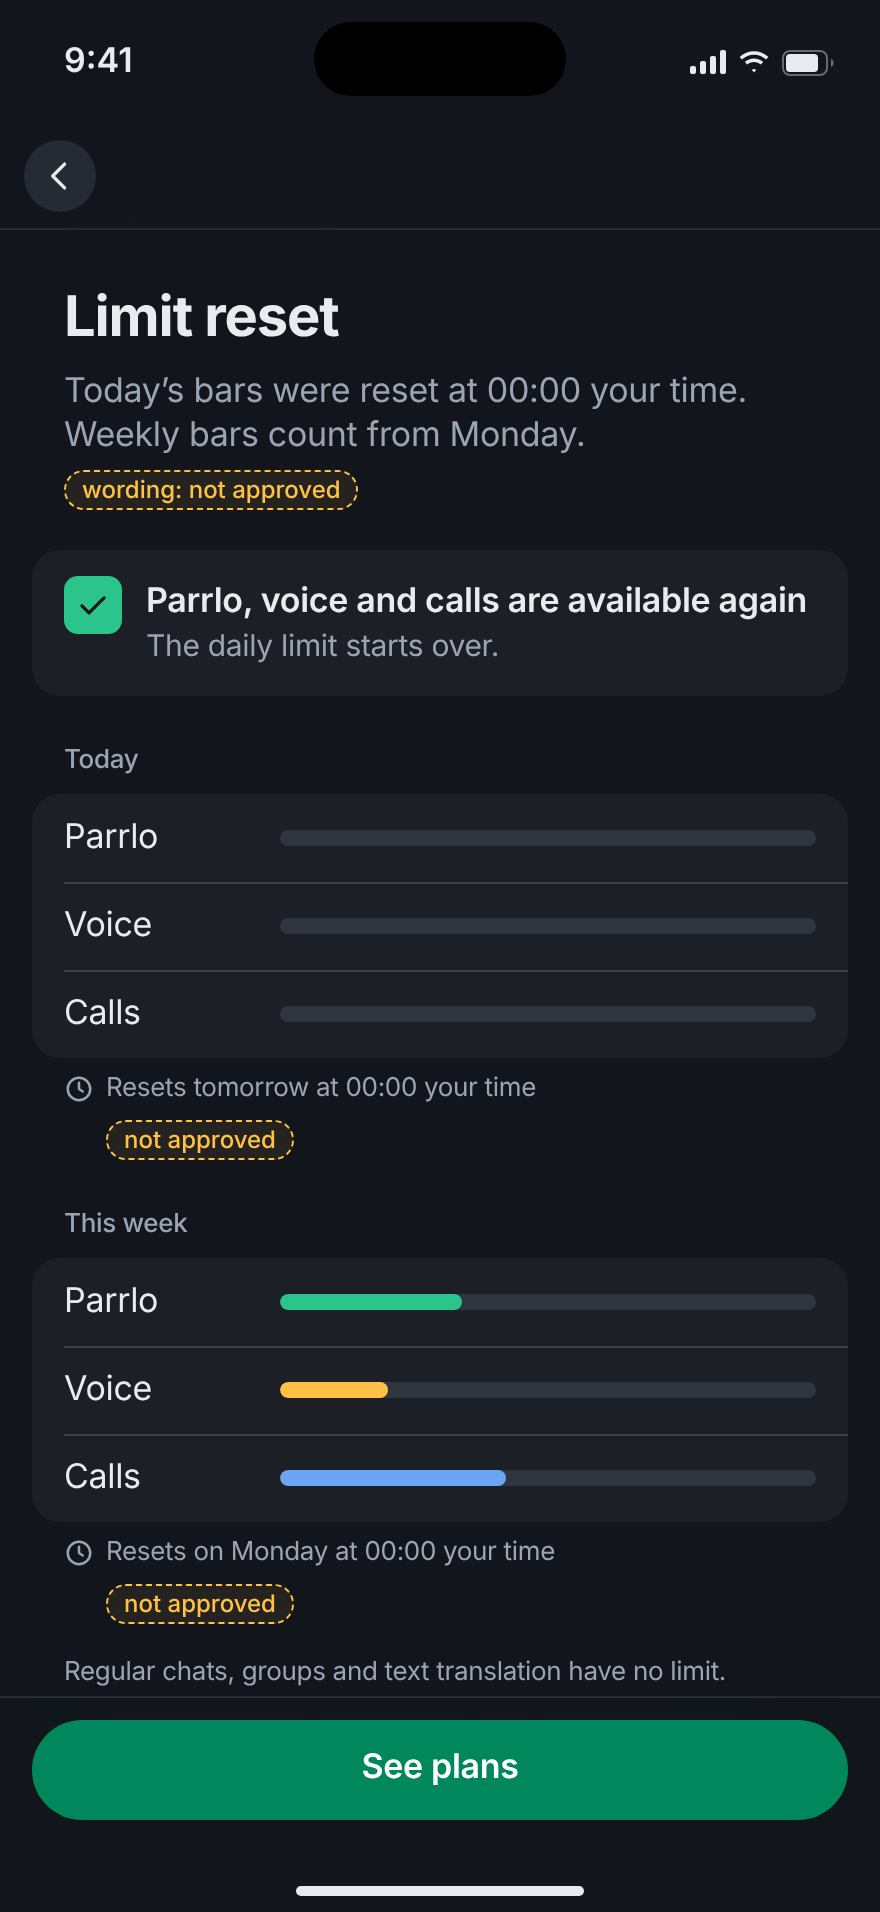 9:41
Limit reset
Today’s bars were reset at 00:00 your time.
Weekly bars count from Monday.
wording: not approved
Parrlo, voice and calls are available again
The daily limit starts over.
Today
Parrlo
Voice
Calls
Resets tomorrow at 00:00 your time
not approved
This week
Parrlo
Voice
Calls
Resets on Monday at 00:00 your time
not approved
Regular chats, groups and text translation have no limit.
See plans